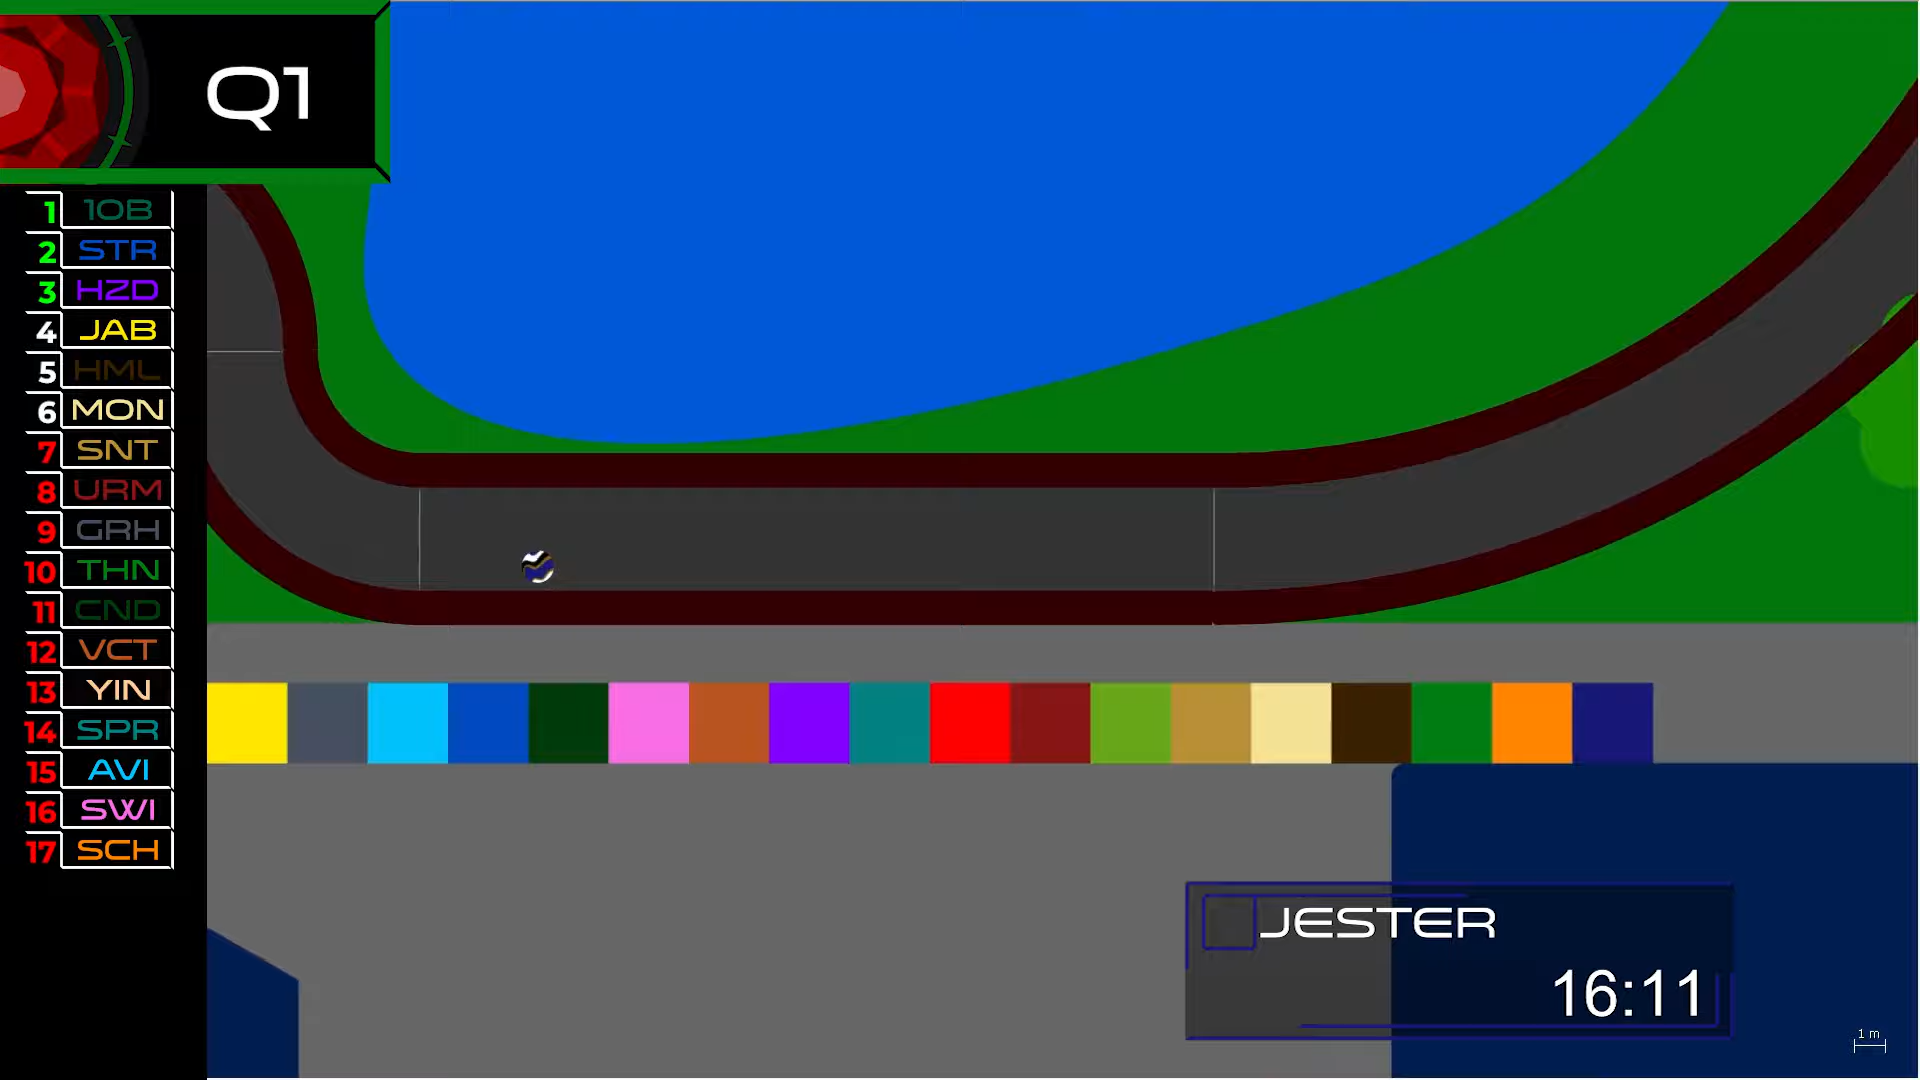 Q1
1 1OB
2 STR
3 HZD
4 JAB
5 HML
6 MON
7 SNT
8 URM
9 GRH
10 THN
11 CND
12 VCT
13 YIN
14 SPR
15 AVI
16 SWI
17 SCH
JESTER
16:11
1 m